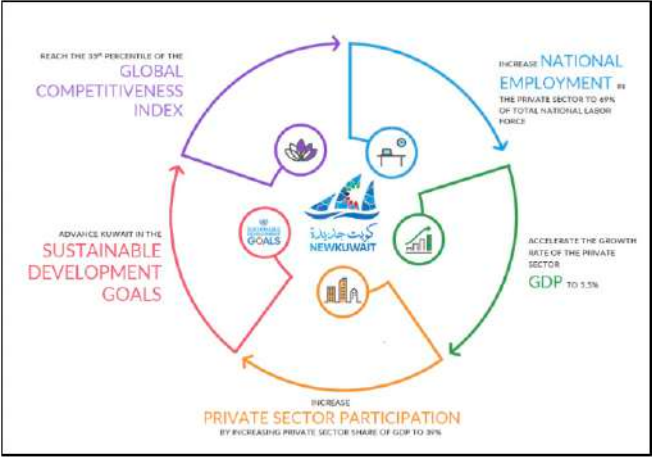 REACH THE 35th PERCENTILE OF THE
GLOBAL
COMPETITIVENESS
INDEX
INCREASE NATIONAL
EMPLOYMENT IN
THE PRIVATE SECTOR TO 69%
OF TOTAL NATIONAL LABOR
FORCE
ACCELERATE THE GROWTH
RATE OF THE PRIVATE
SECTOR
GDP TO 5.5%
INCREASE
PRIVATE SECTOR PARTICIPATION
BY INCREASING PRIVATE SECTOR SHARE OF GDP TO 39%
ADVANCE KUWAIT IN THE
SUSTAINABLE
DEVELOPMENT
GOALS
SUSTAINABLE
DEVELOPMENT
GOALS
كويت جديدة
NEWKUWAIT